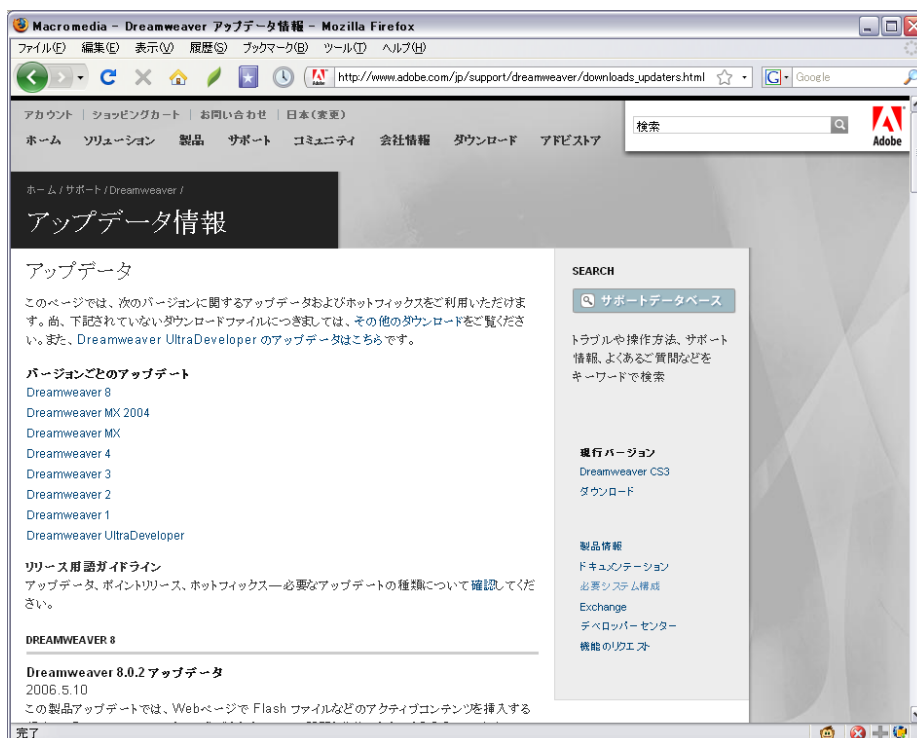 Macromedia - Dreamweaver アップデータ情報 - Mozilla Firefox
ファイル(F) 編集(E) 表示(V) 履歴(S) ブックマーク(B) ツール(T) ヘルプ(H)
http://www.adobe.com/jp/support/dreamweaver/downloads_updaters.html
Google
アカウント | ショッピングカート | お問い合わせ | 日本(変更)
検索
Adobe
ホーム ソリューション 製品 サポート コミュニティ 会社情報 ダウンロード アドビストア
ホーム / サポート / Dreamweaver /
アップデータ情報
アップデータ
このページでは、次のバージョンに関するアップデータおよびホットフィックスをご利用いただけま
す。尚、下記されていないダウンロードファイルにつきましては、その他のダウンロードをご覧くださ
い。また、Dreamweaver UltraDeveloper のアップデータはこちらです。
バージョンごとのアップデート
Dreamweaver 8
Dreamweaver MX 2004
Dreamweaver MX
Dreamweaver 4
Dreamweaver 3
Dreamweaver 2
Dreamweaver 1
Dreamweaver UltraDeveloper
リリース用語ガイドライン
アップデータ、ポイントリリース、ホットフィックス―必要なアップデートの種類について確認してくだ
さい。
DREAMWEAVER 8
Dreamweaver 8.0.2 アップデータ
2006.5.10
この製品アップデートでは、Webページで Flash ファイルなどのアクティブコンテンツを挿入する
SEARCH
サポートデータベース
トラブルや操作方法、サポート
情報、よくあるご質問などを
キーワードで検索
現行バージョン
Dreamweaver CS3
ダウンロード
製品情報
ドキュメンテーション
必要システム構成
Exchange
デベロッパーセンター
機能のリクエスト
完了